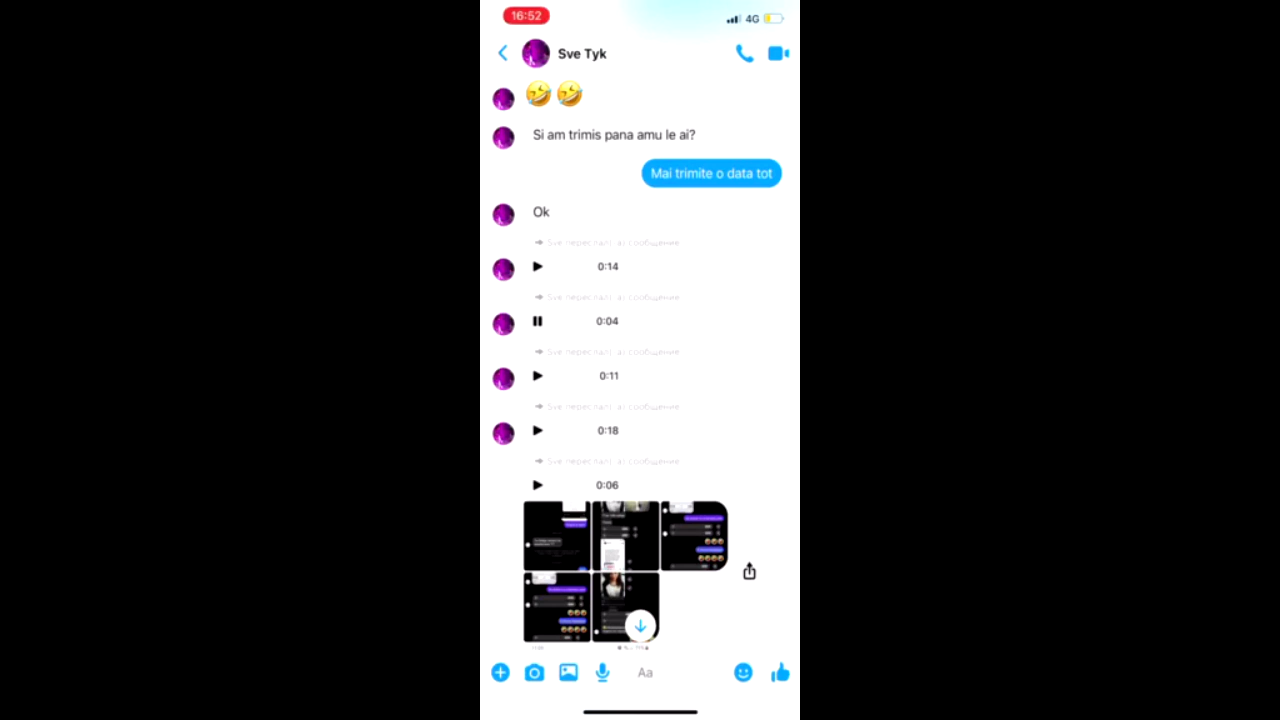 16:52
4G
Sve Tyk
🤣🤣
Si am trimis pana amu le ai?
Mai trimite o data tot
Ok
Sve переслал(-а) сообщение
0:14
Sve переслал(-а) сообщение
0:04
Sve переслал(-а) сообщение
0:11
Sve переслал(-а) сообщение
0:18
Sve переслал(-а) сообщение
0:06
Aa